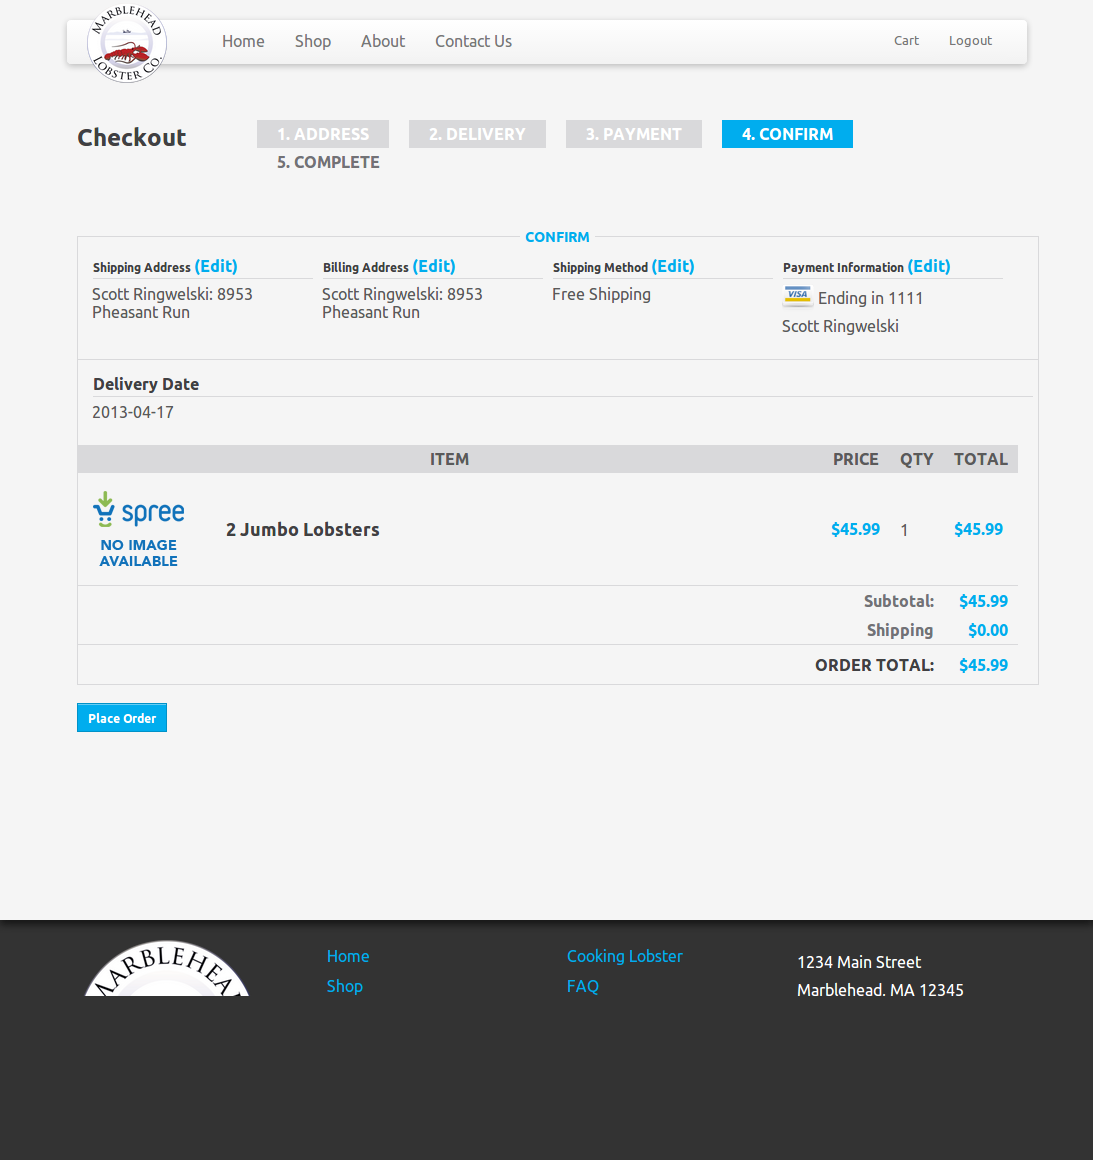 MARBLEHEAD
LOBSTER CO.
Home Shop About Contact Us Cart Logout
Checkout
1. ADDRESS 2. DELIVERY 3. PAYMENT 4. CONFIRM
5. COMPLETE
CONFIRM
Shipping Address (Edit) Billing Address (Edit) Shipping Method (Edit) Payment Information (Edit)
Scott Ringwelski: 8953 Scott Ringwelski: 8953 Free Shipping VISA Ending in 1111
Pheasant Run Pheasant Run
Scott Ringwelski
Delivery Date
2013-04-17
ITEM PRICE QTY TOTAL
spree
NO IMAGE
AVAILABLE
2 Jumbo Lobsters $45.99 1 $45.99
Subtotal: $45.99
Shipping $0.00
ORDER TOTAL: $45.99
Place Order
MARBLEHEAD
Home Cooking Lobster 1234 Main Street
Shop FAQ Marblehead. MA 12345